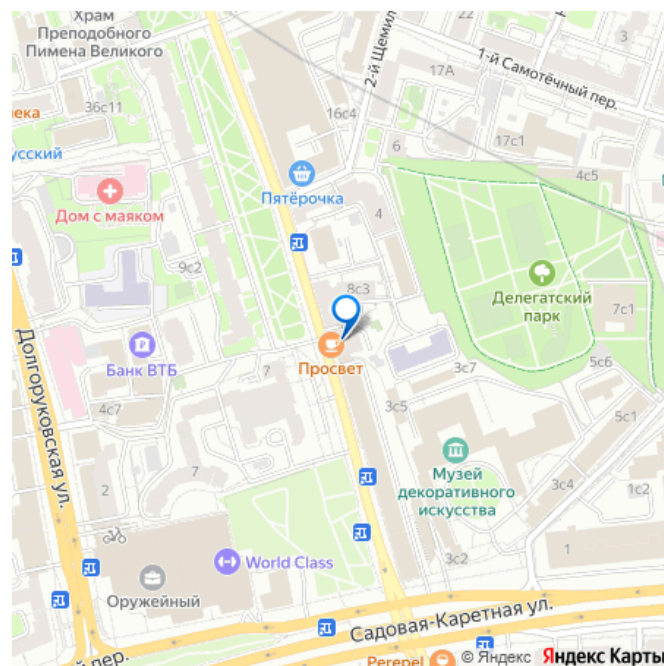 Храм
Преподобного
Пимена Великого
2-й Щемил
3
1-й Самотёчный пер.
17А
36с11
16с4
ека
17с1
6
усский
4с5
Пятёрочка
Дом с маяком
4
9с2
8с3
Делегатский
парк
7с1
Долгоруковская ул.
Банк ВТБ
Просвет
7
5с6
3с7
4с7
3с5
5с1
Музей
декоративного
искусства
7
2
3с4
1с2
World Class
3с2
1
Оружейный
Садовая-Каретная ул.
й пер.
Perepel
© Яндекс Яндекс Карты